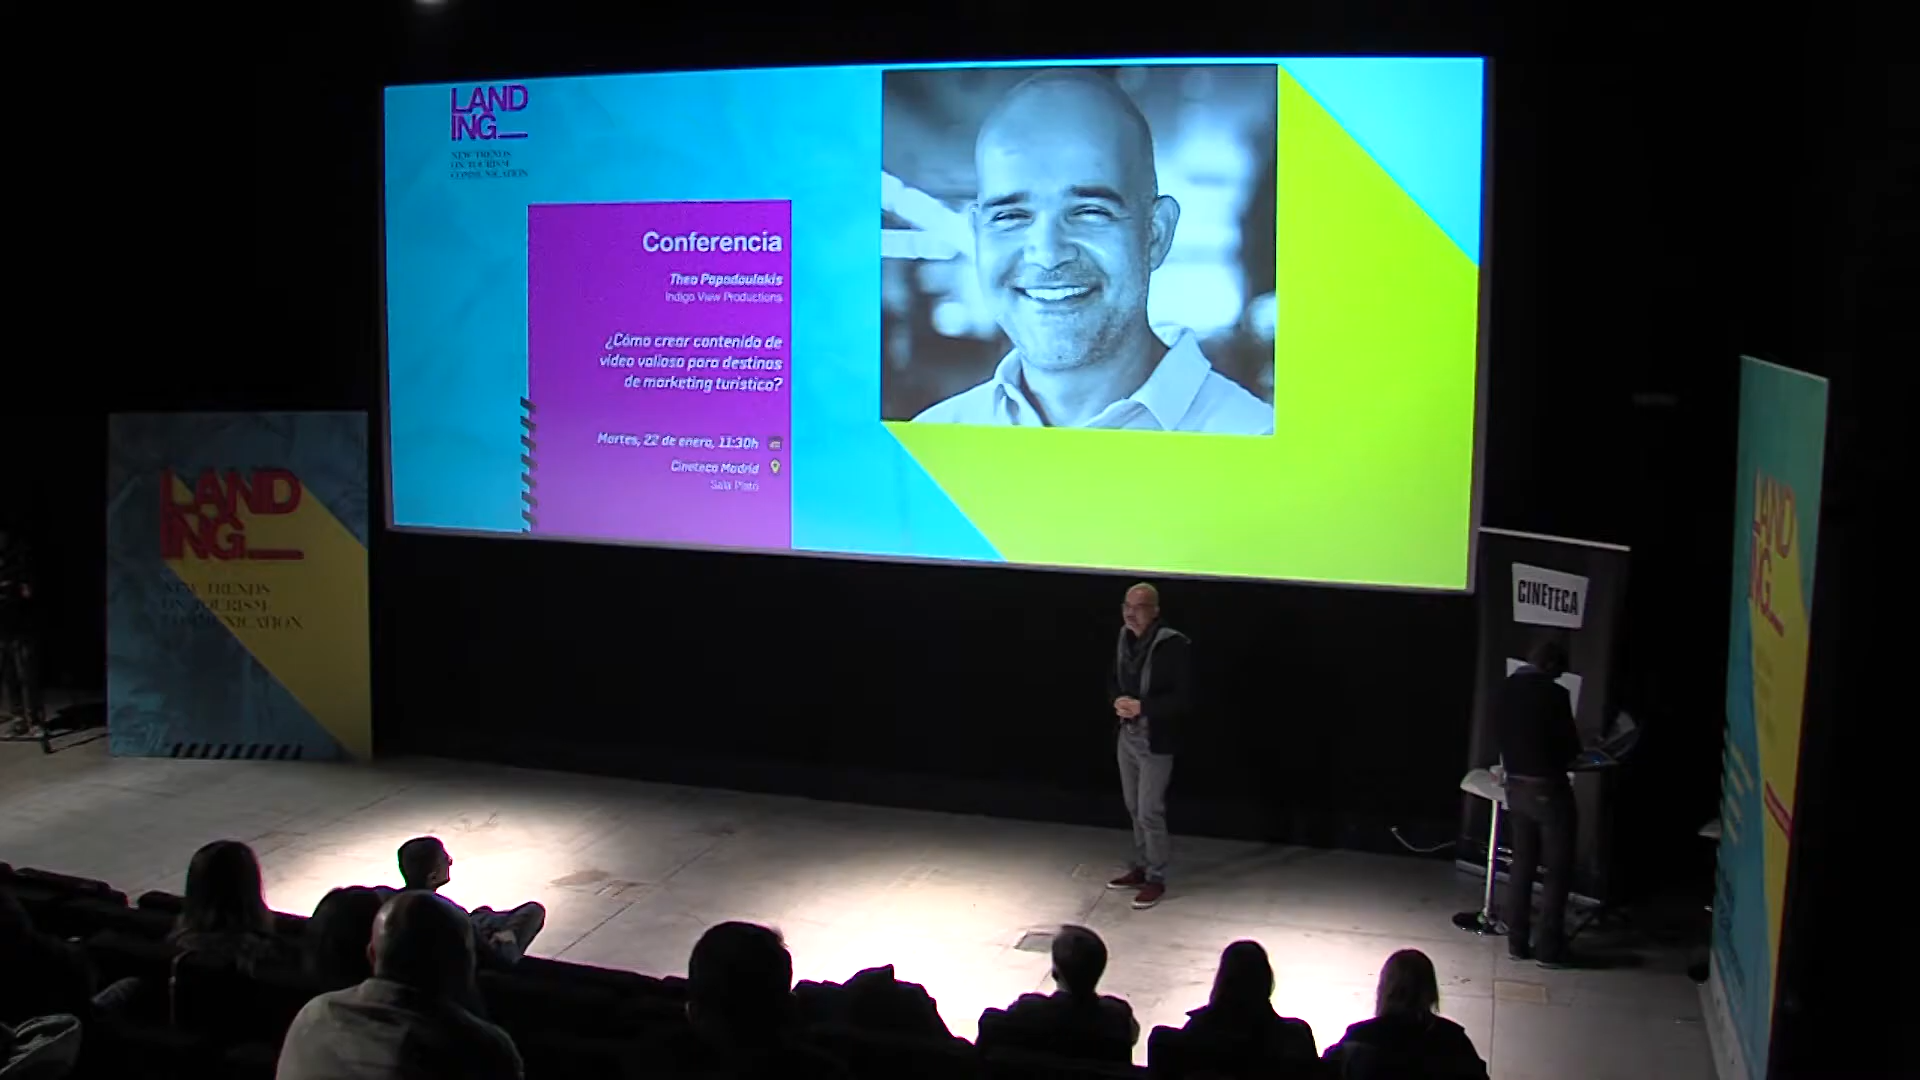 LAND
ING_
NEW TRENDS
ON TOURISM
COMMUNICATION
Conferencia
Theo Papadoulakis
Indigo View Productions
¿Cómo crear contenido de
vídeo valioso para destinos
de marketing turístico?
Martes, 22 de enero, 11:30h
Cineteca Madrid
Sala Plató
LAND
ING_
NEW TRENDS
ON TOURISM
COMMUNICATION
CINETECA
LAND
ING_